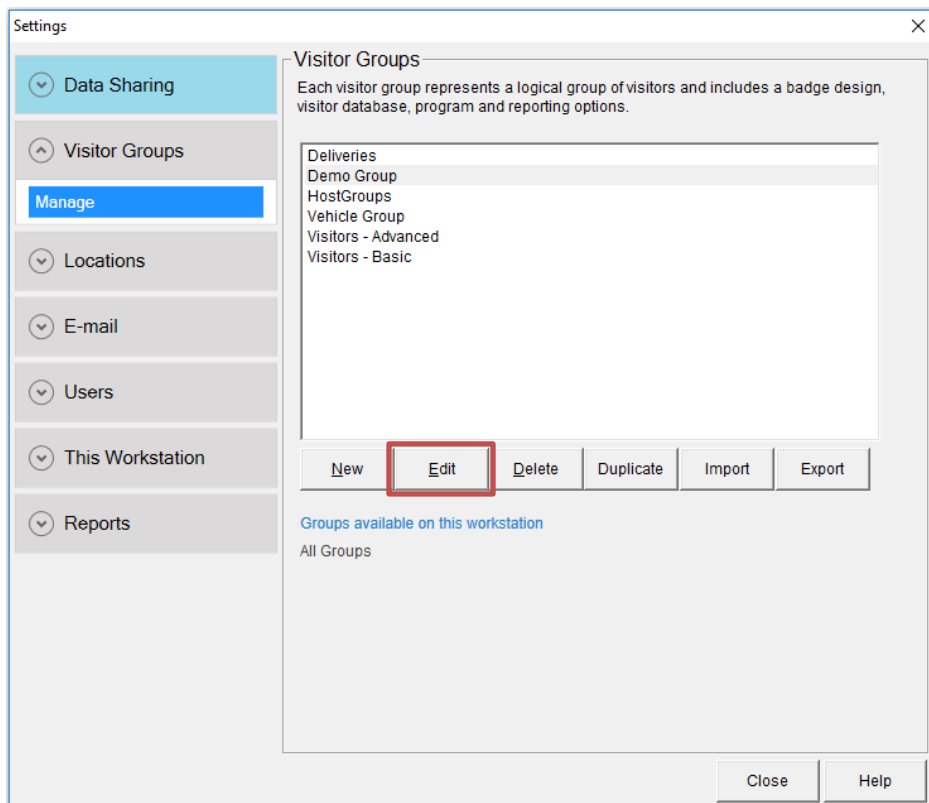 Settings
Data Sharing
Visitor Groups
Manage
Locations
E-mail
Users
This Workstation
Reports
Visitor Groups
Each visitor group represents a logical group of visitors and includes a badge design,
visitor database, program and reporting options.
Deliveries
Demo Group
HostGroups
Vehicle Group
Visitors - Advanced
Visitors - Basic
New Edit Delete Duplicate Import Export
Groups available on this workstation
All Groups
Close Help